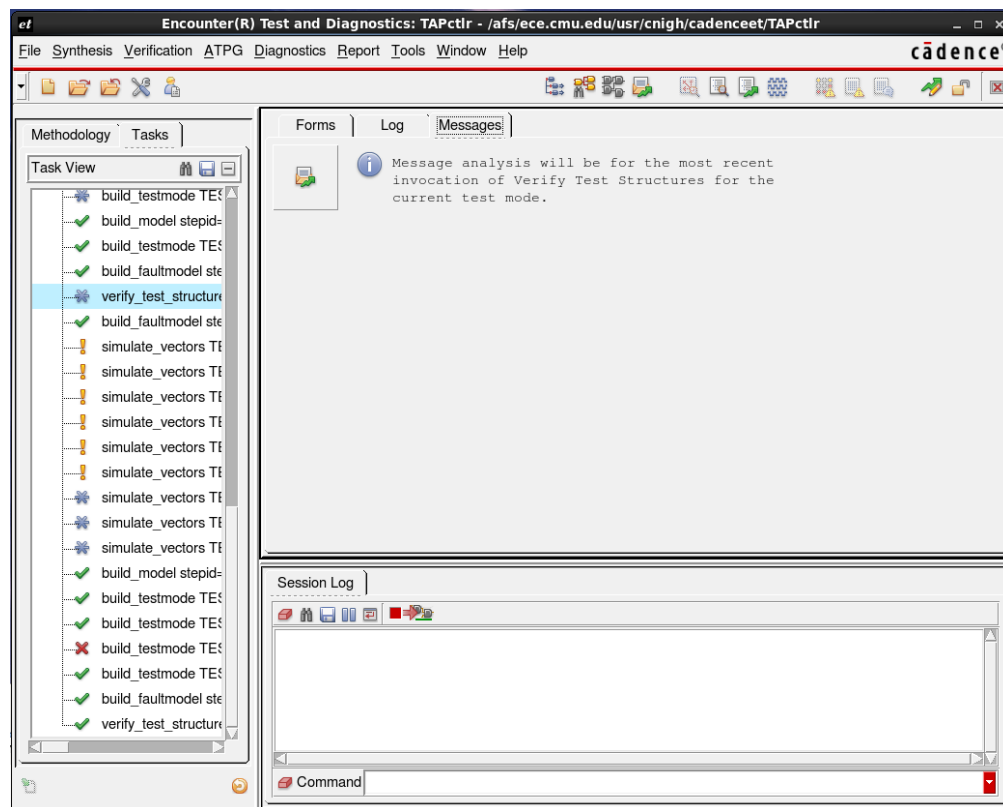 et Encounter(R) Test and Diagnostics: TAPctlr - /afs/ece.cmu.edu/usr/cnigh/cadenceet/TAPctlr
File Synthesis Verification ATPG Diagnostics Report Tools Window Help cādence®
Methodology Tasks
Task View
build_testmode TES
build_model stepid=
build_testmode TES
build_faultmodel ste
verify_test_structure
build_faultmodel ste
simulate_vectors TE
simulate_vectors TE
simulate_vectors TE
simulate_vectors TE
simulate_vectors TE
simulate_vectors TE
simulate_vectors TE
simulate_vectors TE
simulate_vectors TE
build_model stepid=
build_testmode TES
build_testmode TES
build_testmode TES
build_testmode TES
build_faultmodel ste
verify_test_structure
Forms Log Messages
Message analysis will be for the most recent
invocation of Verify Test Structures for the
current test mode.
Session Log
Command